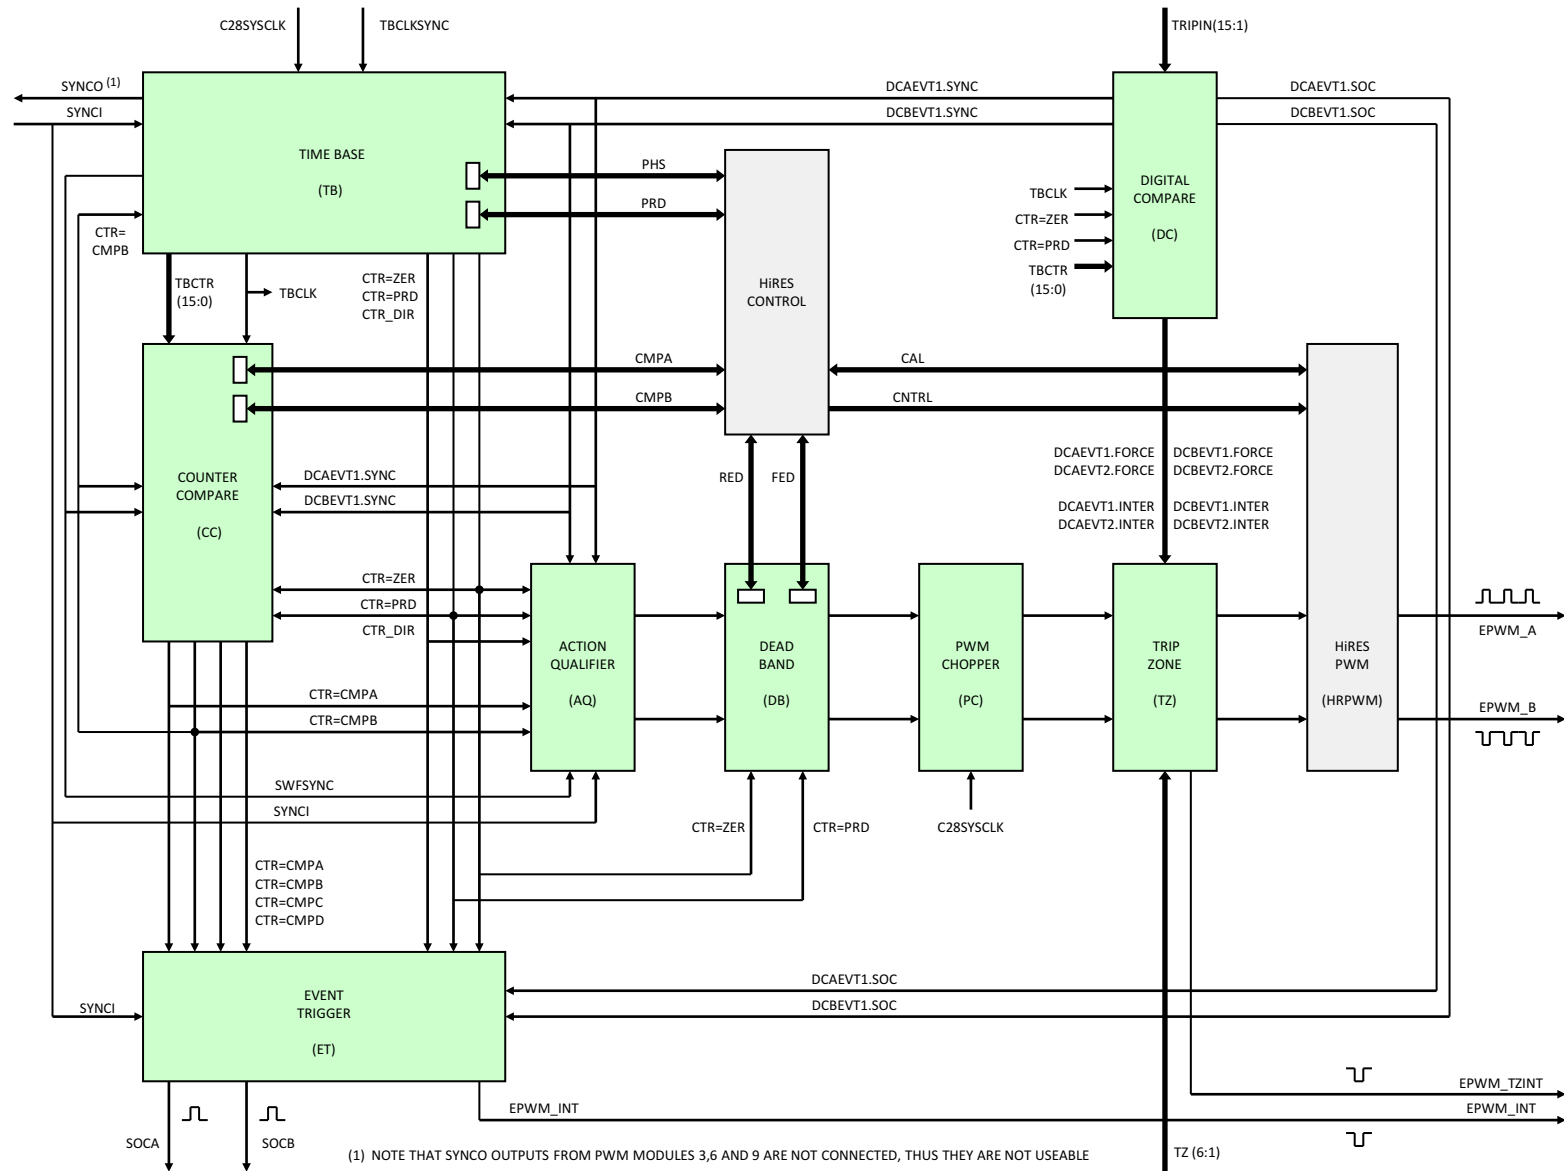 C28SYSCLK
TBCLKSYNC
TRIPIN(15:1)
SYNCO (1)
SYNCI
DCAEVT1.SYNC
DCBEVT1.SYNC
DCAEVT1.SOC
DCBEVT1.SOC
TIME BASE
(TB)
PHS
PRD
DIGITAL
COMPARE
(DC)
TBCLK
CTR=ZER
CTR=PRD
TBCTR
(15:0)
CTR=
CMPB
TBCTR
(15:0)
TBCLK
CTR=ZER
CTR=PRD
CTR_DIR
HiRES
CONTROL
CMPA
CMPB
CAL
CNTRL
COUNTER
COMPARE
(CC)
DCAEVT1.SYNC
DCBEVT1.SYNC
RED
FED
DCAEVT1.FORCE
DCAEVT2.FORCE
DCBEVT1.FORCE
DCBEVT2.FORCE
DCAEVT1.INTER
DCAEVT2.INTER
DCBEVT1.INTER
DCBEVT2.INTER
CTR=ZER
CTR=PRD
CTR_DIR
ACTION
QUALIFIER
(AQ)
DEAD
BAND
(DB)
PWM
CHOPPER
(PC)
TRIP
ZONE
(TZ)
HiRES
PWM
(HRPWM)
EPWM_A
EPWM_B
CTR=CMPA
CTR=CMPB
SWFSYNC
SYNCI
CTR=ZER
CTR=PRD
C28SYSCLK
CTR=CMPA
CTR=CMPB
CTR=CMPC
CTR=CMPD
EVENT
TRIGGER
(ET)
SYNCI
DCAEVT1.SOC
DCBEVT1.SOC
EPWM_TZINT
EPWM_INT
EPWM_INT
SOCA
SOCB
TZ (6:1)
(1) NOTE THAT SYNCO OUTPUTS FROM PWM MODULES 3,6 AND 9 ARE NOT CONNECTED, THUS THEY ARE NOT USEABLE